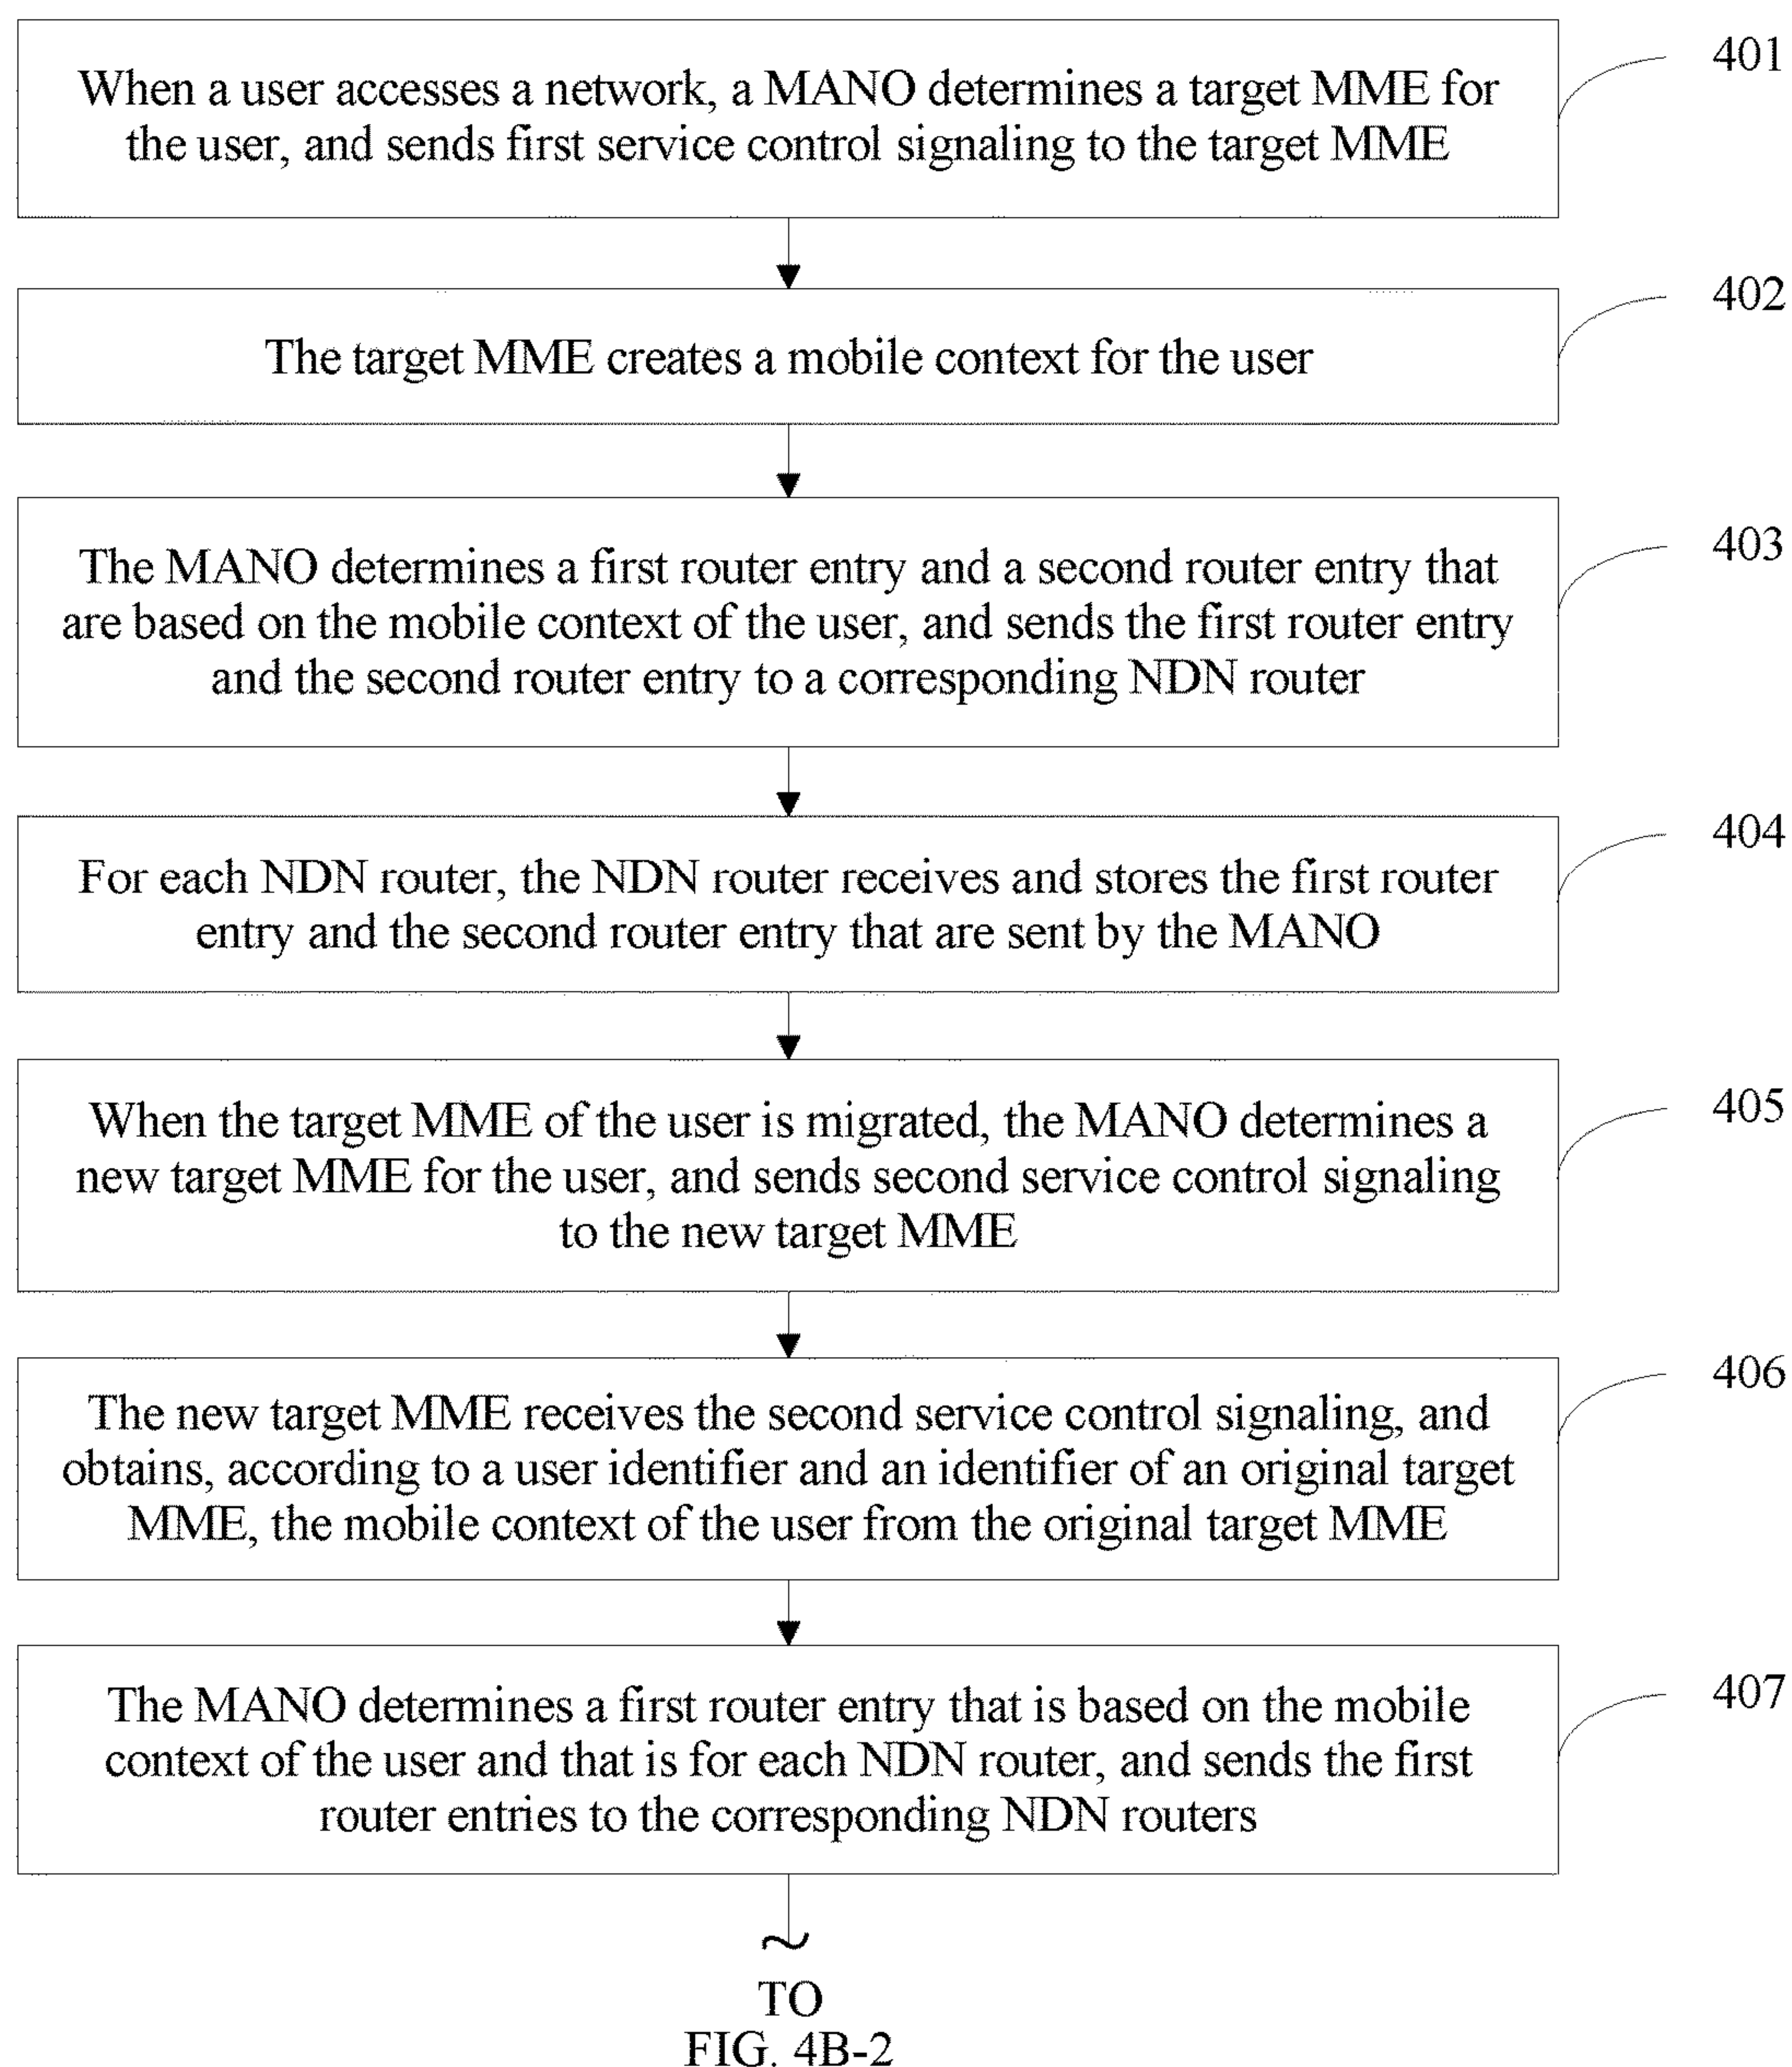 When a user accesses a network, a MANO determines a target MME for
the user, and sends first service control signaling to the target MME
401
The target MME creates a mobile context for the user
402
The MANO determines a first router entry and a second router entry that
are based on the mobile context of the user, and sends the first router entry
and the second router entry to a corresponding NDN router
403
For each NDN router, the NDN router receives and stores the first router
entry and the second router entry that are sent by the MANO
404
When the target MME of the user is migrated, the MANO determines a
new target MME for the user, and sends second service control signaling
to the new target MME
405
The new target MME receives the second service control signaling, and
obtains, according to a user identifier and an identifier of an original target
MME, the mobile context of the user from the original target MME
406
The MANO determines a first router entry that is based on the mobile
context of the user and that is for each NDN router, and sends the first
router entries to the corresponding NDN routers
407
TO
FIG. 4B-2